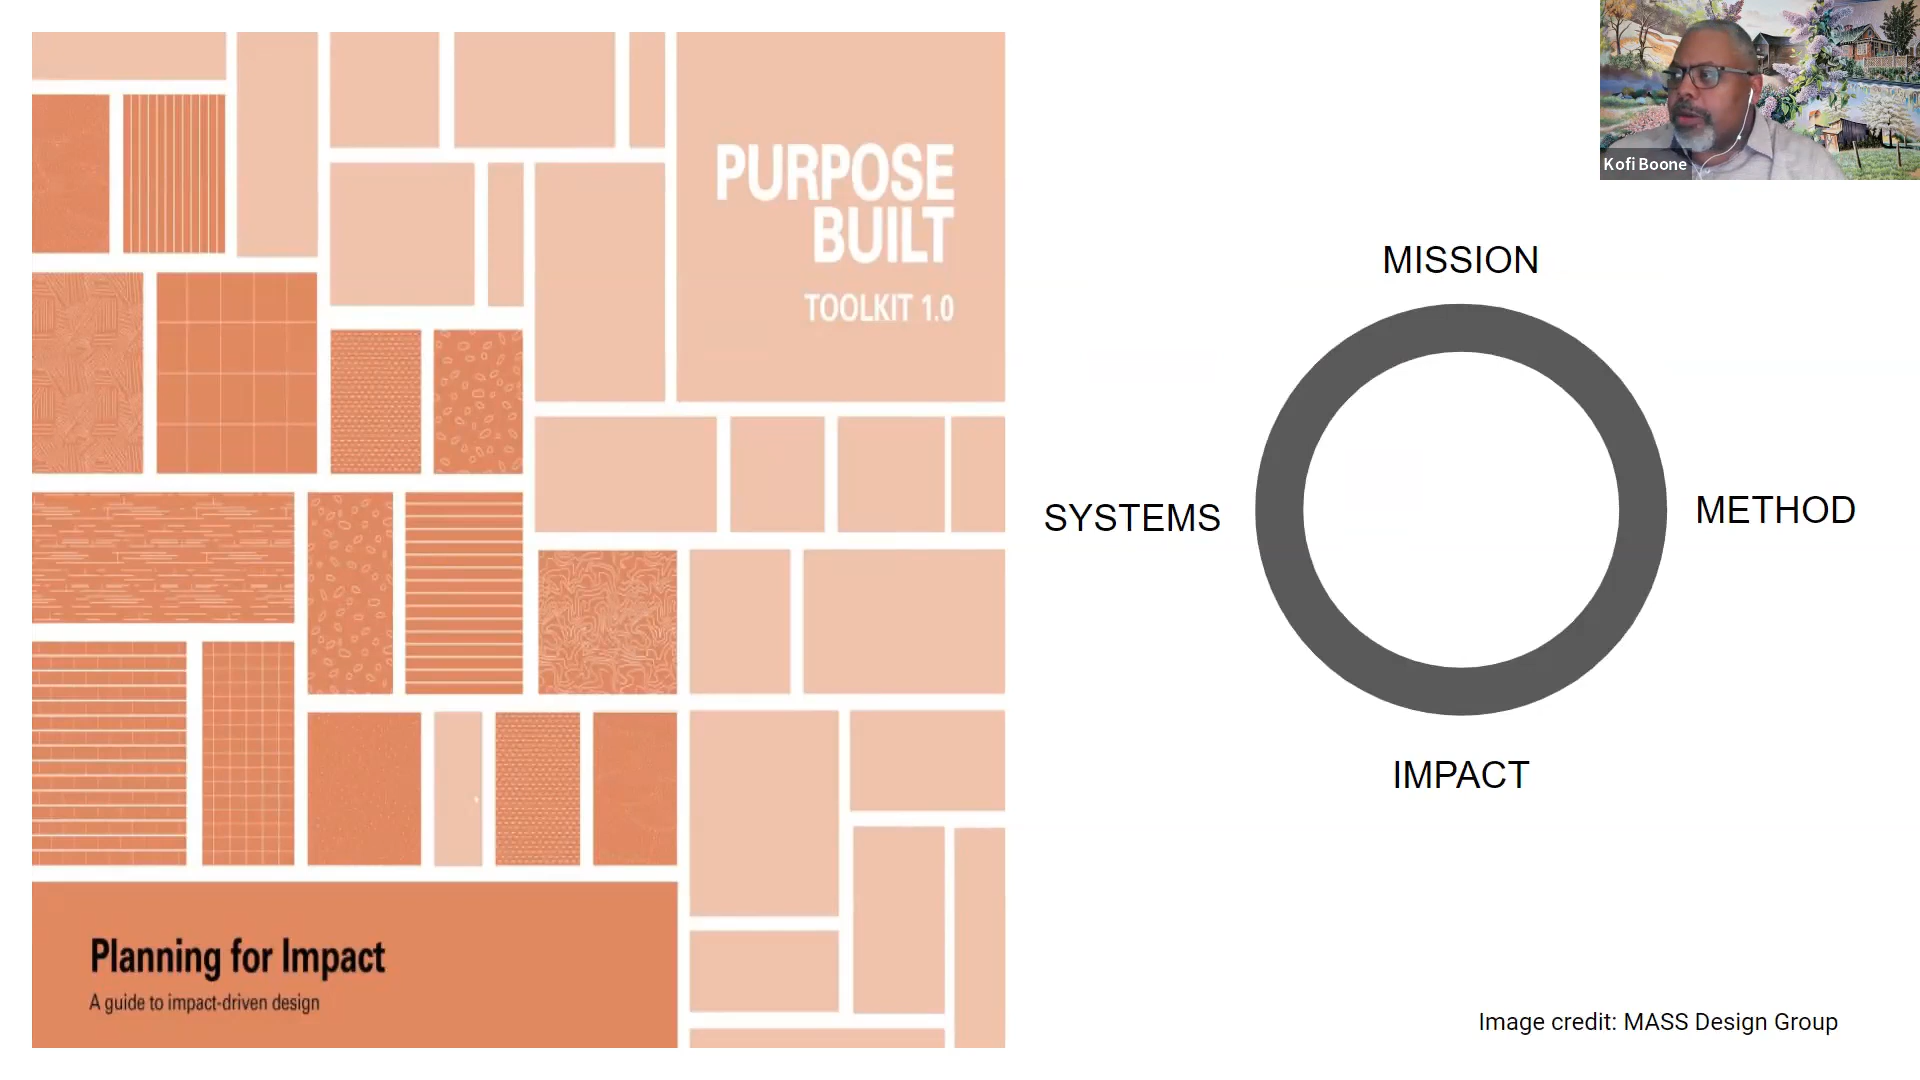 PURPOSE
BUILT
TOOLKIT 1.0
Planning for Impact
A guide to impact-driven design
Kofi Boone
MISSION
SYSTEMS
METHOD
IMPACT
Image credit: MASS Design Group